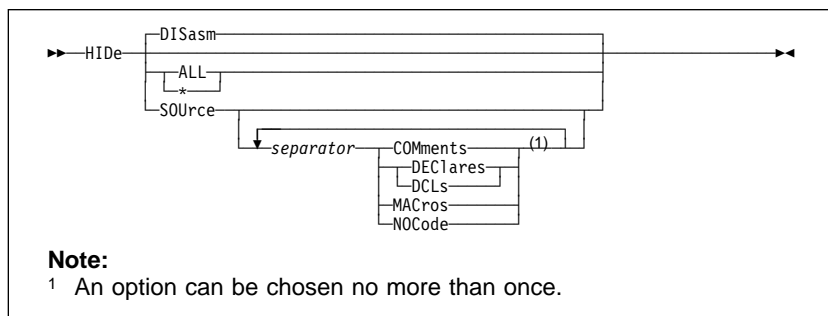 DISasm
HIDe
ALL
*
SOUrce
separator COMments (1)
DEClares
DCLs
MACros
NOCode
Note:
1 An option can be chosen no more than once.